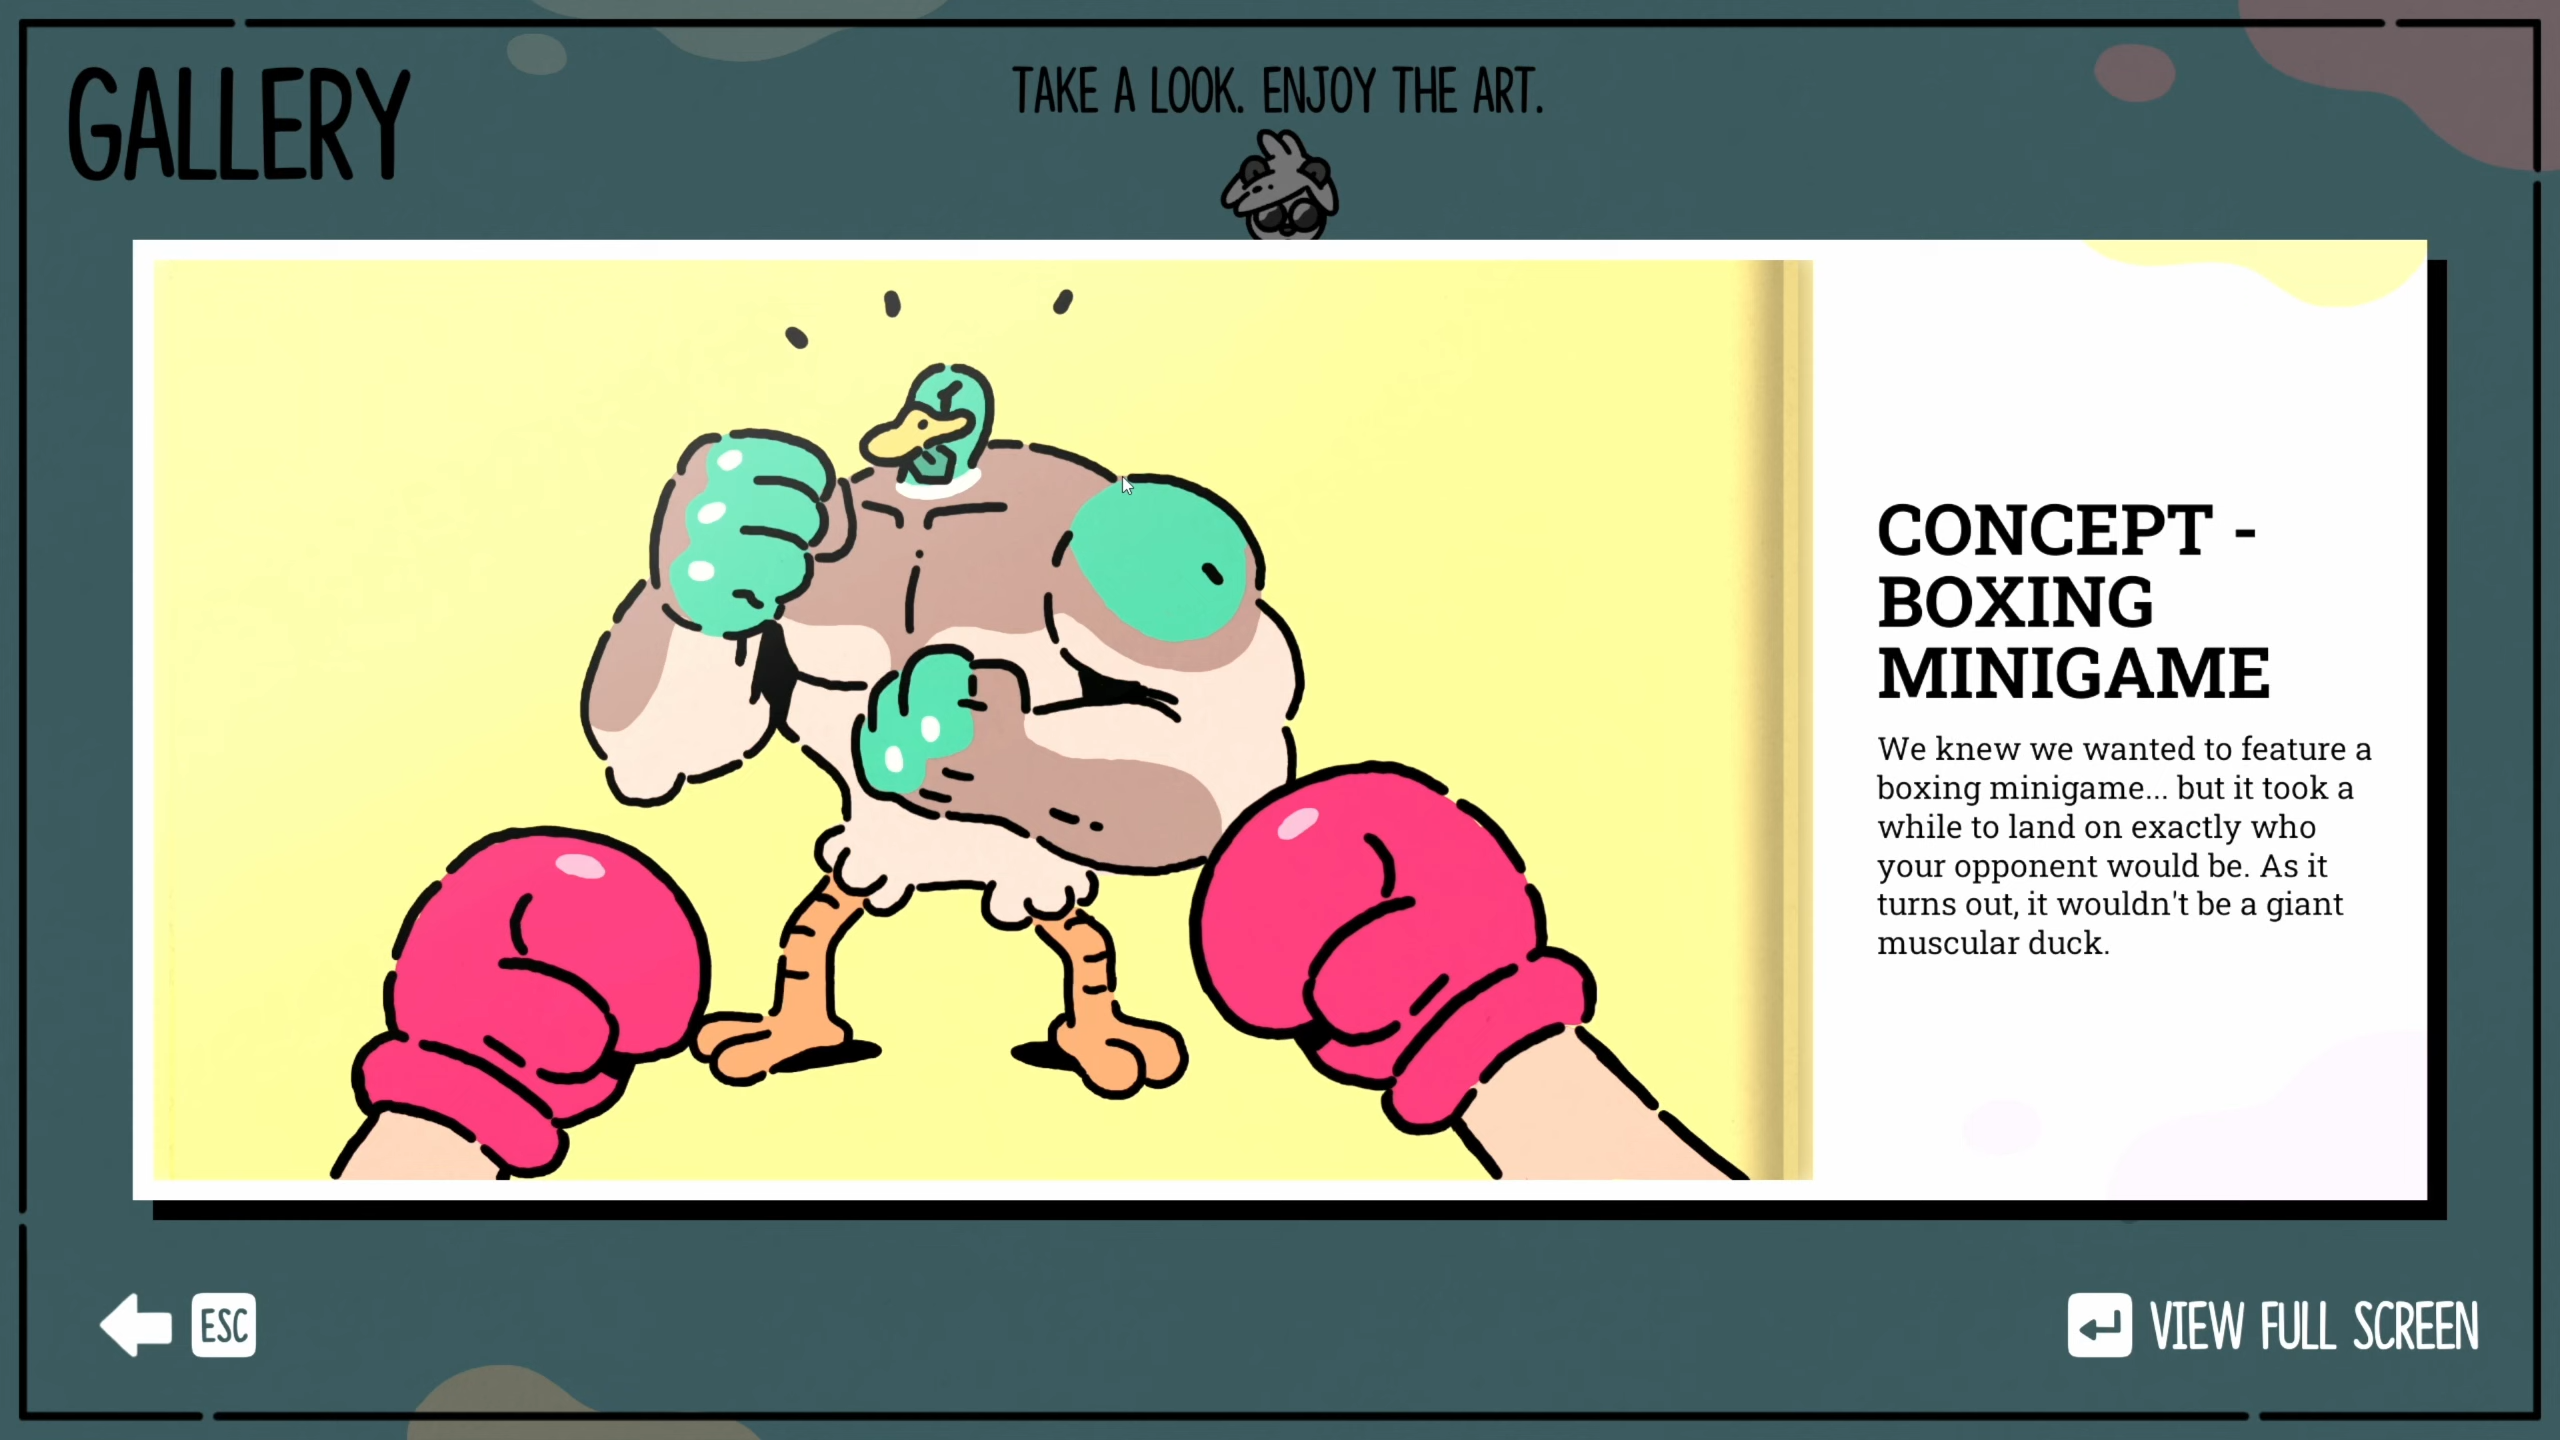 GALLERY
TAKE A LOOK. ENJOY THE ART.
CONCEPT -
BOXING
MINIGAME
We knew we wanted to feature a
boxing minigame... but it took a
while to land on exactly who
your opponent would be. As it
turns out, it wouldn't be a giant
muscular duck.
ESC
VIEW FULL SCREEN